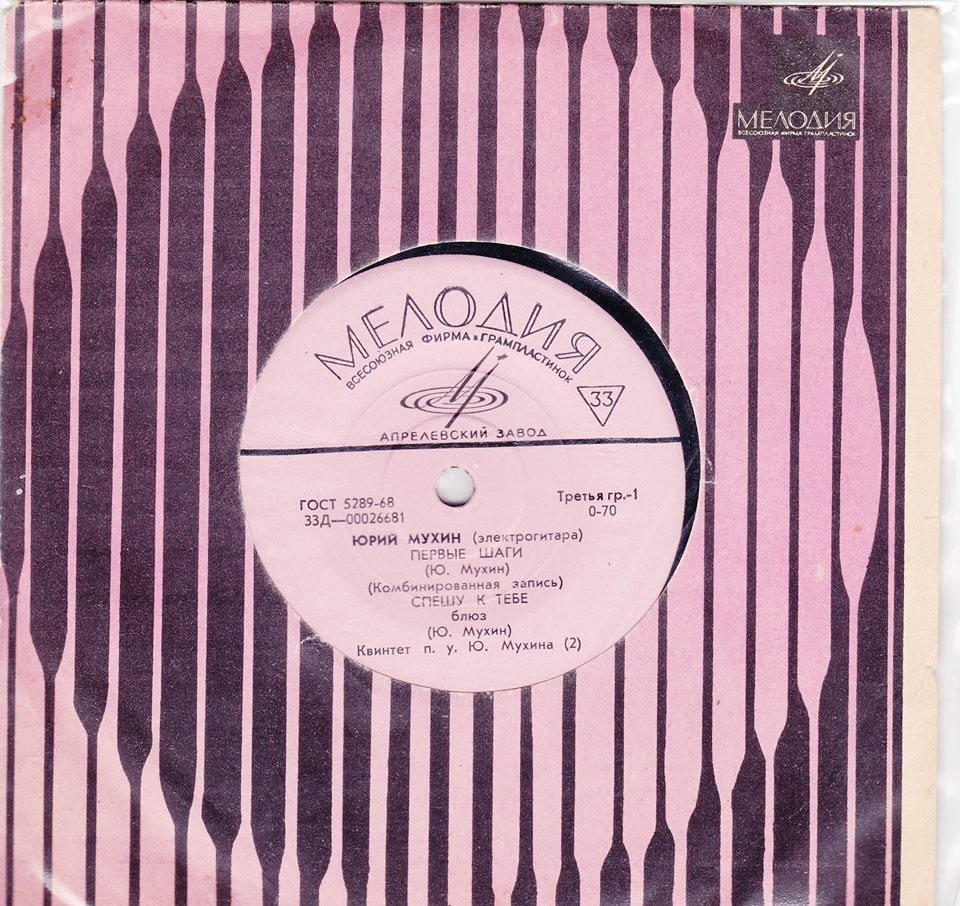 МЕЛОДИЯ
ВСЕСОЮЗНАЯ ФИРМА ГРАМПЛАСТИНОК
МЕЛОДИЯ
ВСЕСОЮЗНАЯ ФИРМА ГРАМПЛАСТИНОК
33
АПРЕЛЕВСКИЙ ЗАВОД
ГОСТ 5289-68
Третья гр.-1
33Д—00026681
0-70
ЮРИЙ МУХИН (электрогитара)
ПЕРВЫЕ ШАГИ
(Ю. Мухин)
(Комбинированная запись)
СПЕШУ К ТЕБЕ
блюз
(Ю. Мухин)
Квинтет п. у. Ю. Мухина (2)